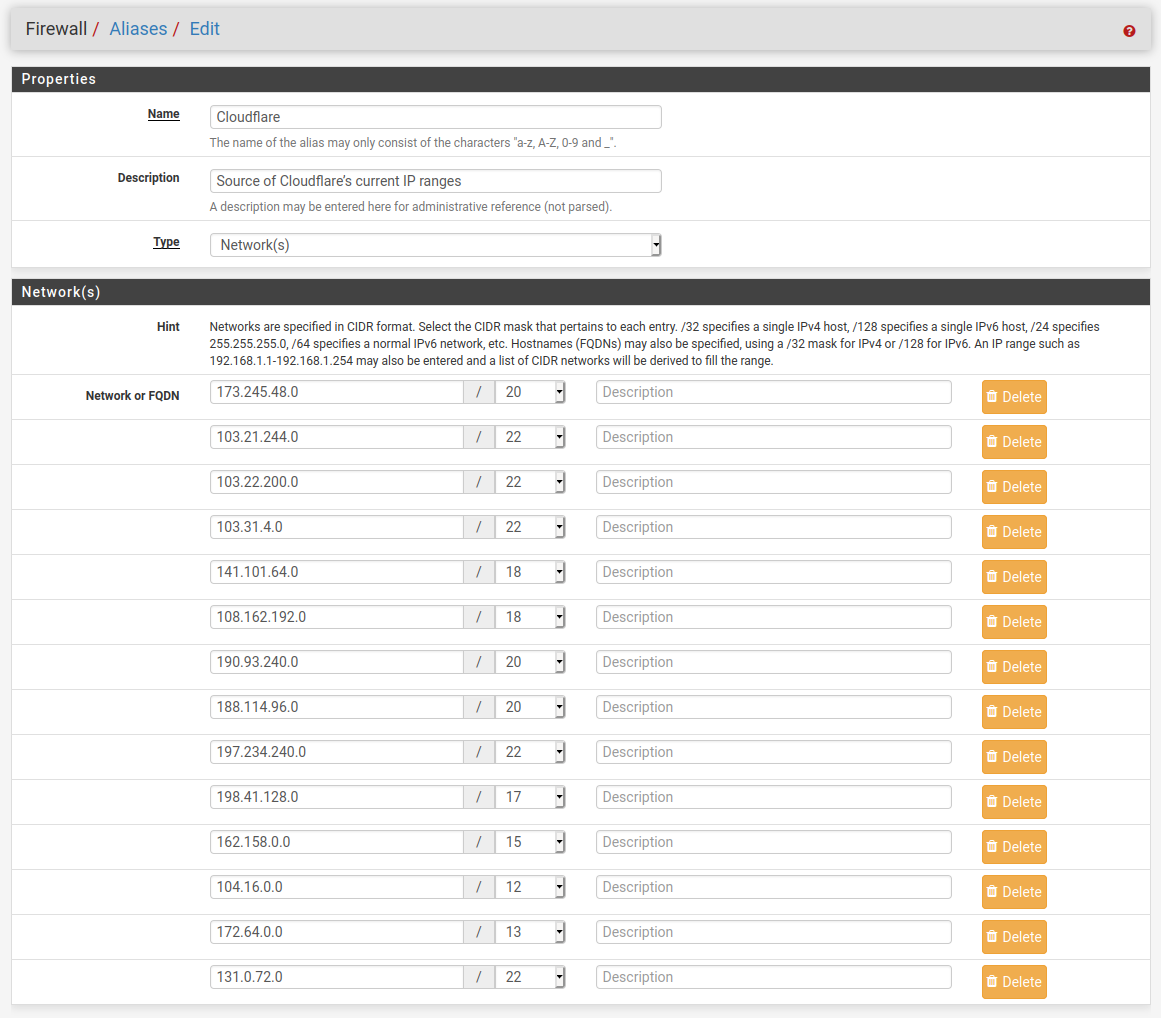 Firewall / Aliases / Edit
Properties
Name
Cloudflare
The name of the alias may only consist of the characters "a-z, A-Z, 0-9 and _".
Description
Source of Cloudflare’s current IP ranges
A description may be entered here for administrative reference (not parsed).
Type
Network(s)
Network(s)
Hint
Networks are specified in CIDR format. Select the CIDR mask that pertains to each entry. /32 specifies a single IPv4 host, /128 specifies a single IPv6 host, /24 specifies
255.255.255.0, /64 specifies a normal IPv6 network, etc. Hostnames (FQDNs) may also be specified, using a /32 mask for IPv4 or /128 for IPv6. An IP range such as
192.168.1.1-192.168.1.254 may also be entered and a list of CIDR networks will be derived to fill the range.
Network or FQDN 173.245.48.0 / 20 Description Delete
103.21.244.0 / 22 Description Delete
103.22.200.0 / 22 Description Delete
103.31.4.0 / 22 Description Delete
141.101.64.0 / 18 Description Delete
108.162.192.0 / 18 Description Delete
190.93.240.0 / 20 Description Delete
188.114.96.0 / 20 Description Delete
197.234.240.0 / 22 Description Delete
198.41.128.0 / 17 Description Delete
162.158.0.0 / 15 Description Delete
104.16.0.0 / 12 Description Delete
172.64.0.0 / 13 Description Delete
131.0.72.0 / 22 Description Delete